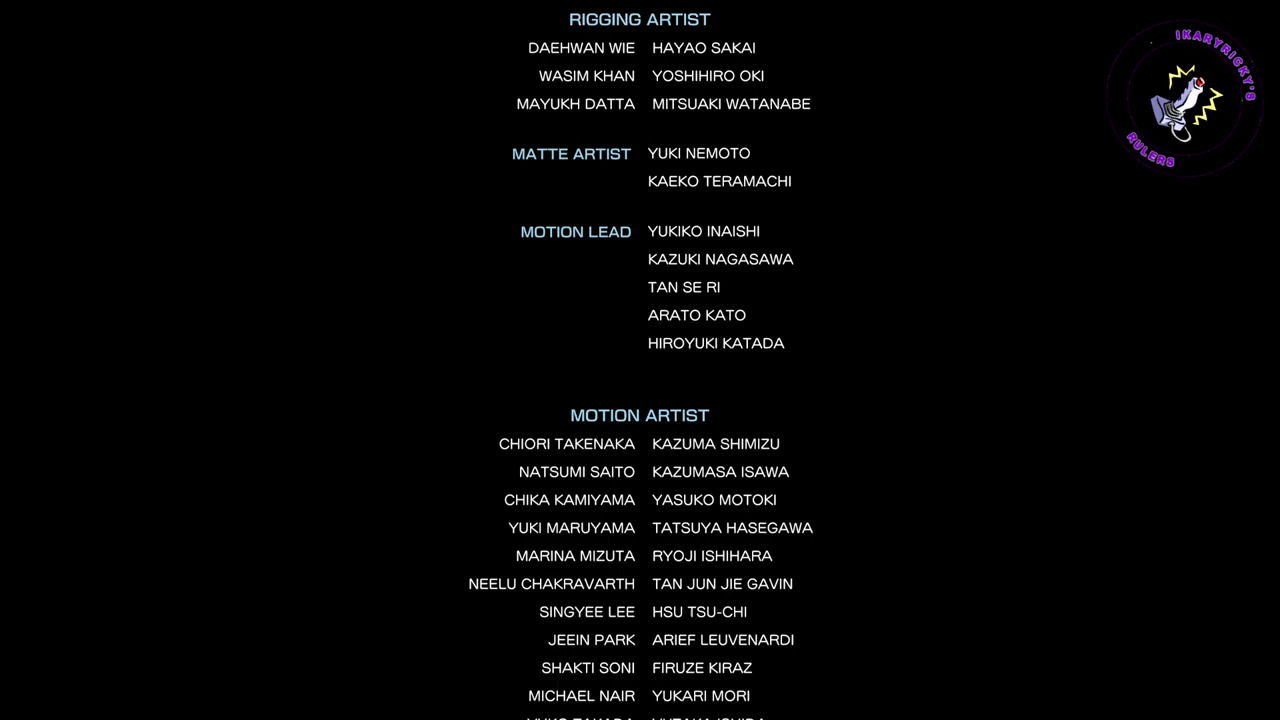 RIGGING ARTIST
DAEHWAN WIE HAYAO SAKAI
WASIM KHAN YOSHIHIRO OKI
MAYUKH DATTA MITSUAKI WATANABE
MATTE ARTIST YUKI NEMOTO
KAEKO TERAMACHI
MOTION LEAD YUKIKO INAISHI
KAZUKI NAGASAWA
TAN SE RI
ARATO KATO
HIROYUKI KATADA
MOTION ARTIST
CHIORI TAKENAKA KAZUMA SHIMIZU
NATSUMI SAITO KAZUMASA ISAWA
CHIKA KAMIYAMA YASUKO MOTOKI
YUKI MARUYAMA TATSUYA HASEGAWA
MARINA MIZUTA RYOJI ISHIHARA
NEELU CHAKRAVARTH TAN JUN JIE GAVIN
SINGYEE LEE HSU TSU-CHI
JEEIN PARK ARIEF LEUVENARDI
SHAKTI SONI FIRUZE KIRAZ
MICHAEL NAIR YUKARI MORI
IKARYRICKY'S
RULERS